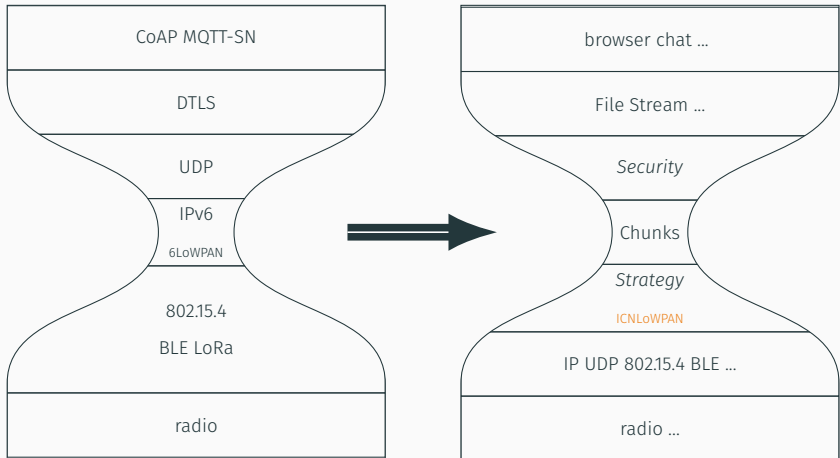 CoAP MQTT-SN
DTLS
UDP
IPv6
6LoWPAN
802.15.4
BLE LoRa
radio
browser chat ...
File Stream ...
Security
Chunks
Strategy
ICNLoWPAN
IP UDP 802.15.4 BLE ...
radio ...